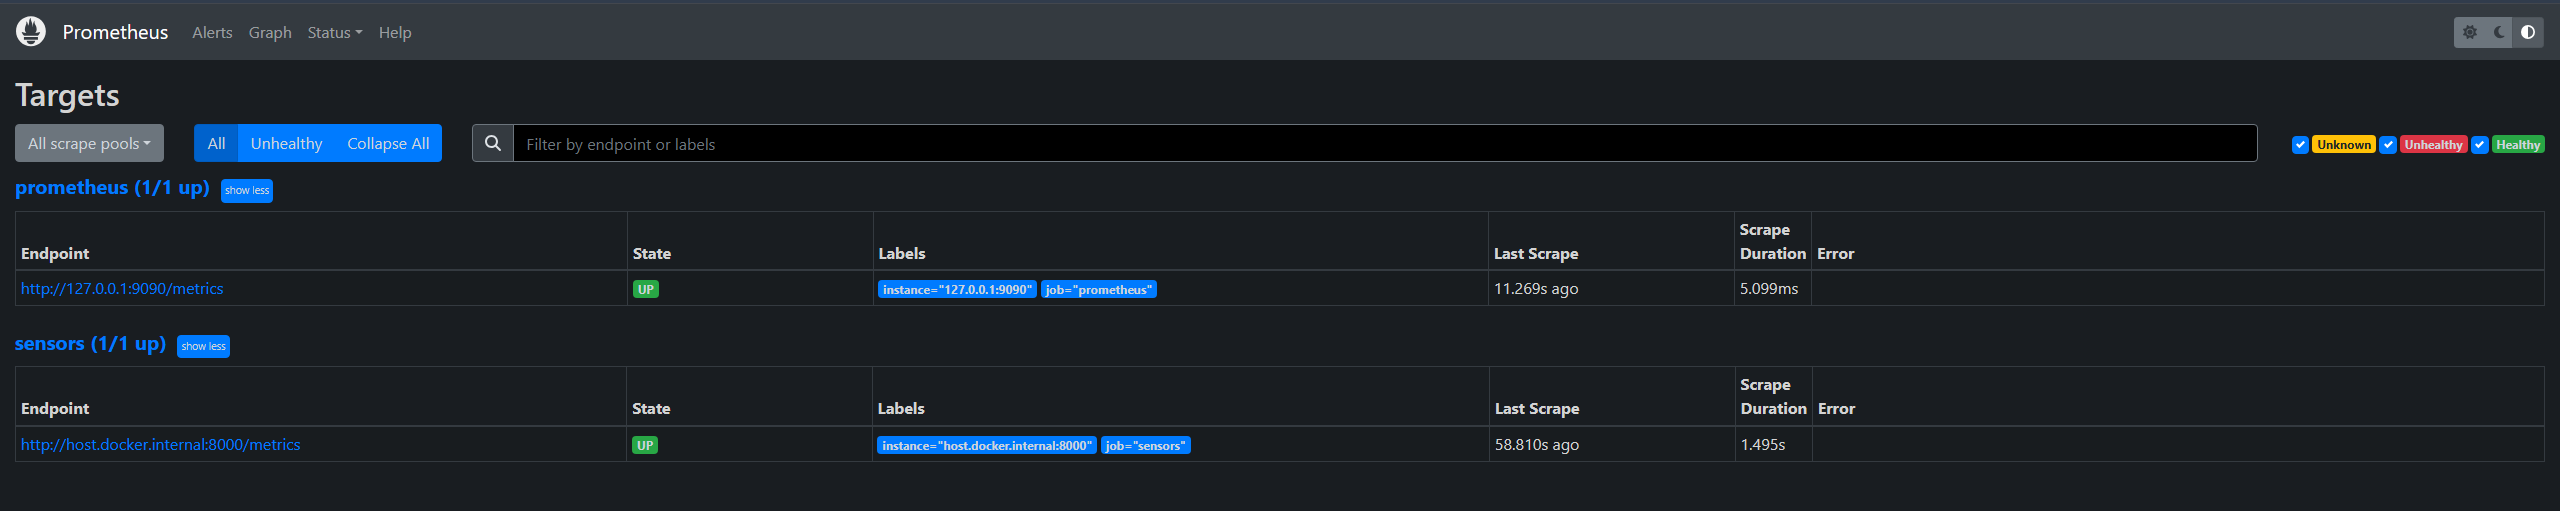 Prometheus Alerts Graph Status Help
Targets
All scrape pools All Unhealthy Collapse All Filter by endpoint or labels Unknown Unhealthy Healthy
prometheus (1/1 up) show less
Endpoint State Labels Last Scrape Scrape Duration Error
http://127.0.0.1:9090/metrics UP instance="127.0.0.1:9090" job="prometheus" 11.269s ago 5.099ms
sensors (1/1 up) show less
Endpoint State Labels Last Scrape Scrape Duration Error
http://host.docker.internal:8000/metrics UP instance="host.docker.internal:8000" job="sensors" 58.810s ago 1.495s